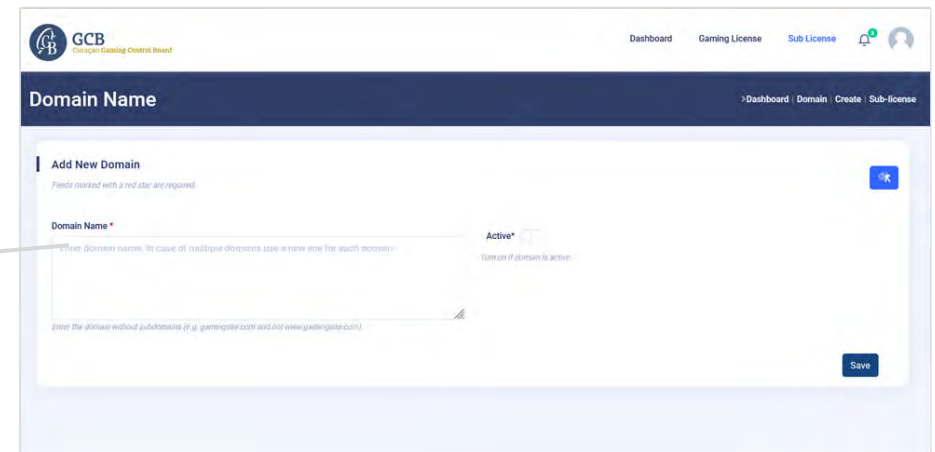 GCB
Curaçao Gaming Control Board
Dashboard Gaming License Sub License
Domain Name
>Dashboard | Domain | Create | Sub-license
Add New Domain
Fields marked with a red star are required.
Domain Name *
Active*
Enter domain name. In case of multiple domains use a new line for each domain.
Turn on if domain is active.
Enter the domain without subdomains (e.g. gamingsite.com and not www.gamingsite.com).
Save